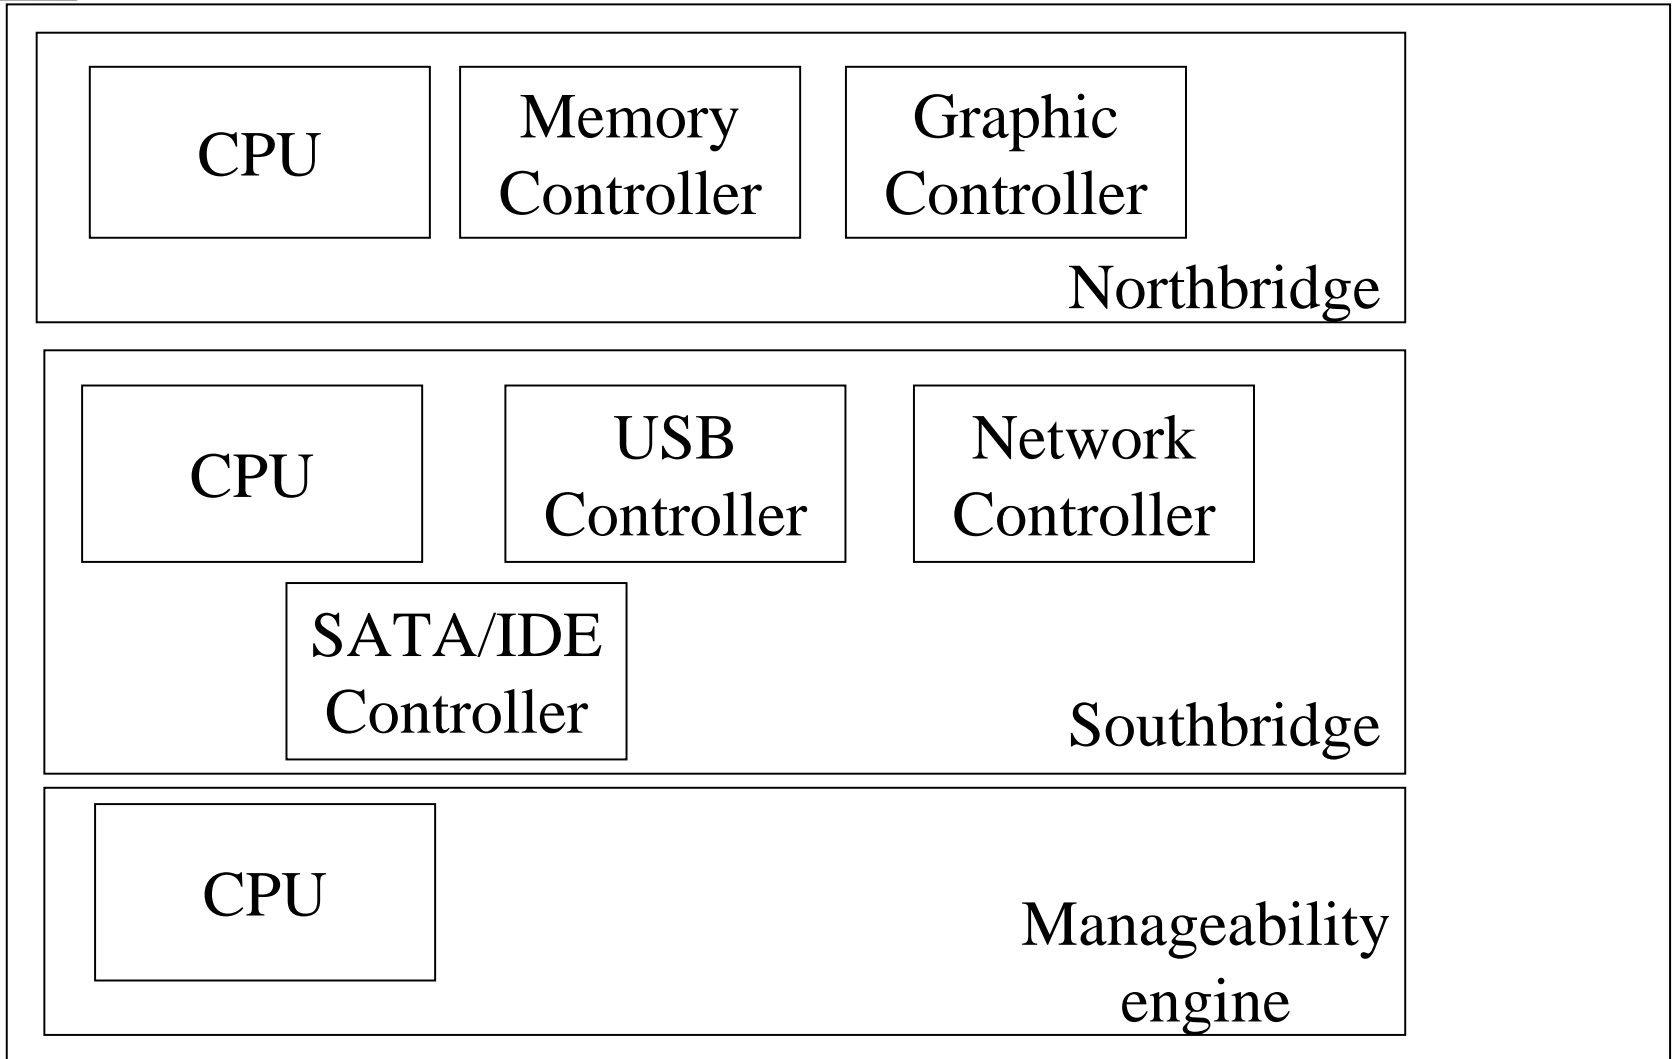 CPU
Memory
Controller
Graphic
Controller
Northbridge
CPU
USB
Controller
Network
Controller
SATA/IDE
Controller
Southbridge
CPU
Manageability
engine